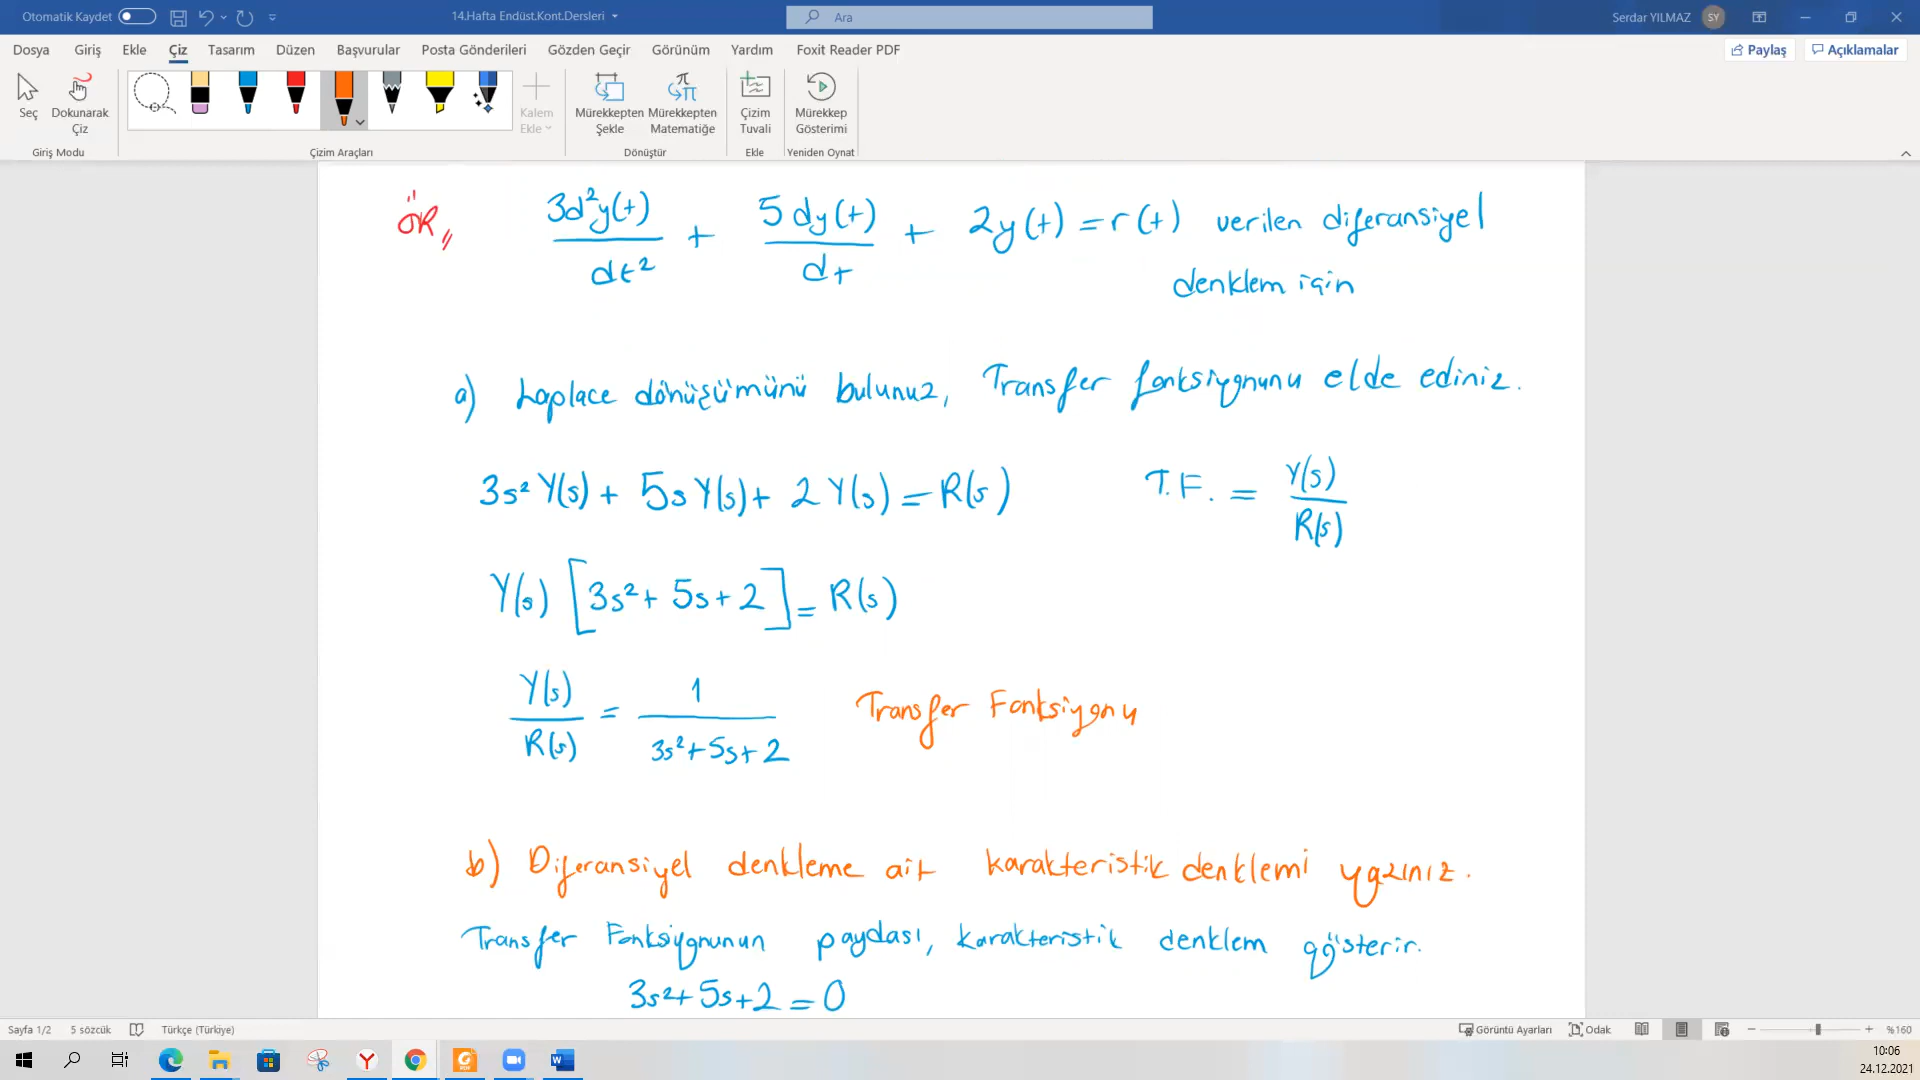 Otomatik Kaydet
14.Hafta Endüst.Kont.Dersleri
Ara
Serdar YILMAZ SY
Dosya Giriş Ekle Çiz Tasarım Düzen Başvurular Posta Gönderileri Gözden Geçir Görünüm Yardım Foxit Reader PDF Paylaş Açıklamalar
Seç Dokunarak Çiz
Kalem Ekle
Mürekkepten Şekle Mürekkepten Matematiğe Çizim Tuvali Mürekkep Gösterimi
Giriş Modu Çizim Araçları Dönüştür Ekle Yeniden Oynat
ÖR,, 3d²y(t)/dt² + 5dy(t)/dt + 2y(t) = r(t) verilen diferansiyel
denklem için
a) Laplace dönüşümünü bulunuz, Transfer fonksiyonunu elde ediniz.
3s² Y(s) + 5s Y(s) + 2 Y(s) = R(s) T.F. = Y(s)/R(s)
Y(s) [3s² + 5s + 2] = R(s)
Y(s)/R(s) = 1/(3s²+5s+2) Transfer Fonksiyonu
b) Diferansiyel denkleme ait karakteristik denklemi yazınız.
Transfer Fonksiyonunun paydası, karakteristik denklem gösterir.
3s²+5s+2=0
Sayfa 1/2 5 sözcük Türkçe (Türkiye) Görüntü Ayarları Odak %160
10:06
24.12.2021